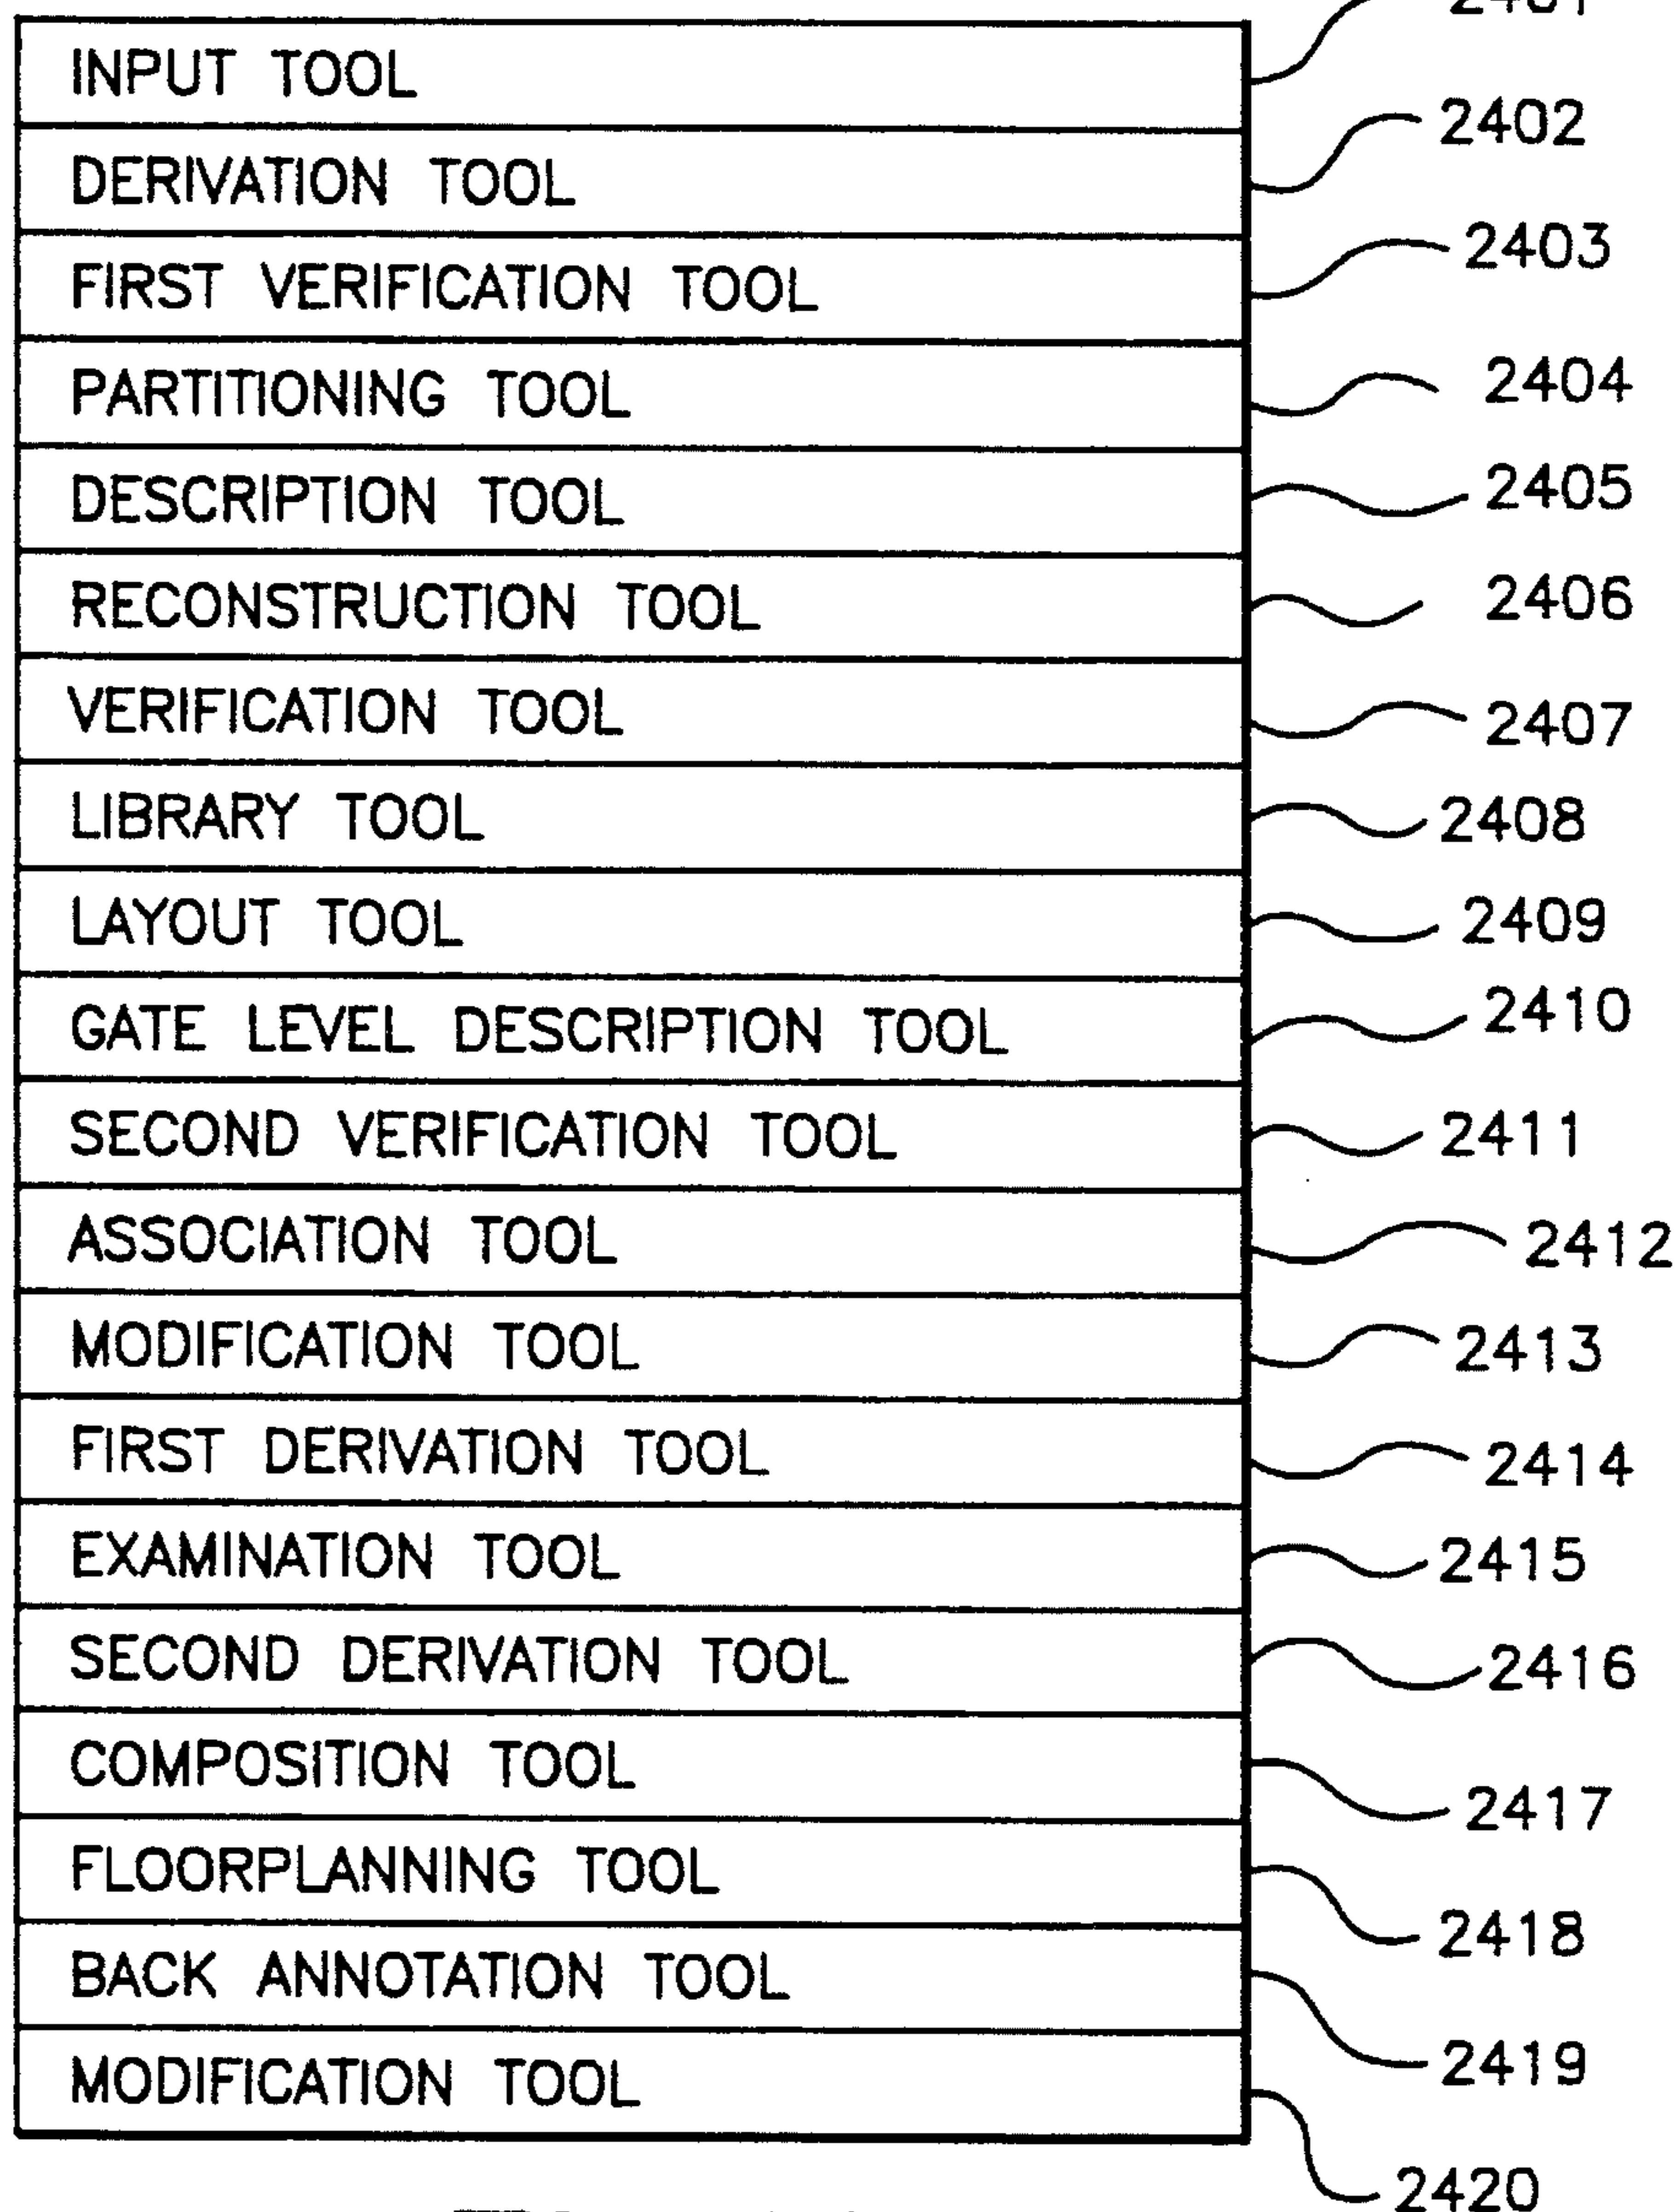 2401
INPUT TOOL
2402
DERIVATION TOOL
2403
FIRST VERIFICATION TOOL
2404
PARTITIONING TOOL
2405
DESCRIPTION TOOL
2406
RECONSTRUCTION TOOL
2407
VERIFICATION TOOL
2408
LIBRARY TOOL
2409
LAYOUT TOOL
2410
GATE LEVEL DESCRIPTION TOOL
2411
SECOND VERIFICATION TOOL
2412
ASSOCIATION TOOL
2413
MODIFICATION TOOL
2414
FIRST DERIVATION TOOL
2415
EXAMINATION TOOL
2416
SECOND DERIVATION TOOL
2417
COMPOSITION TOOL
2418
FLOORPLANNING TOOL
2419
BACK ANNOTATION TOOL
2420
MODIFICATION TOOL